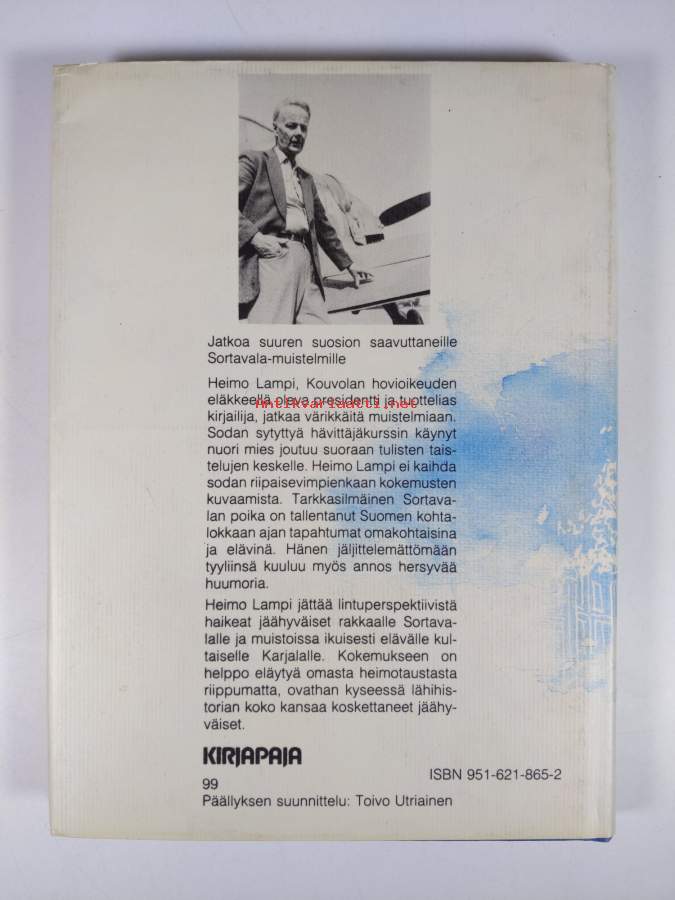 Jatkoa suuren suosion saavuttaneille
Sortavala-muistelmille
Heimo Lampi, Kouvolan hovioikeuden
eläkkeellä oleva presidentti ja tuottelias
Antikvariaatti.net
kirjailija, jatkaa värikkäitä muistelmiaan.
Sodan sytyttyä hävittäjäkurssin käynyt
nuori mies joutuu suoraan tulisten tais-
telujen keskelle. Heimo Lampi ei kaihda
sodan riipaisevimpienkaan kokemusten
kuvaamista. Tarkkasilmäinen Sortava-
lan poika on tallentanut Suomen kohta-
lokkaan ajan tapahtumat omakohtaisina
ja elävinä. Hänen jäljittelemättömään
tyyliinsä kuuluu myös annos hersyvää
huumoria.
Heimo Lampi jättää lintuperspektiivistä
haikeat jäähyväiset rakkaalle Sortava-
lalle ja muistoissa ikuisesti elävälle kul-
taiselle Karjalalle. Kokemukseen on
helppo eläytyä omasta heimotaustasta
riippumatta, ovathan kyseessä lähihis-
torian koko kansaa koskettaneet jäähy-
väiset.
KIRJAPAJA
ISBN 951-621-865-2
99
Päällyksen suunnittelu: Toivo Utriainen